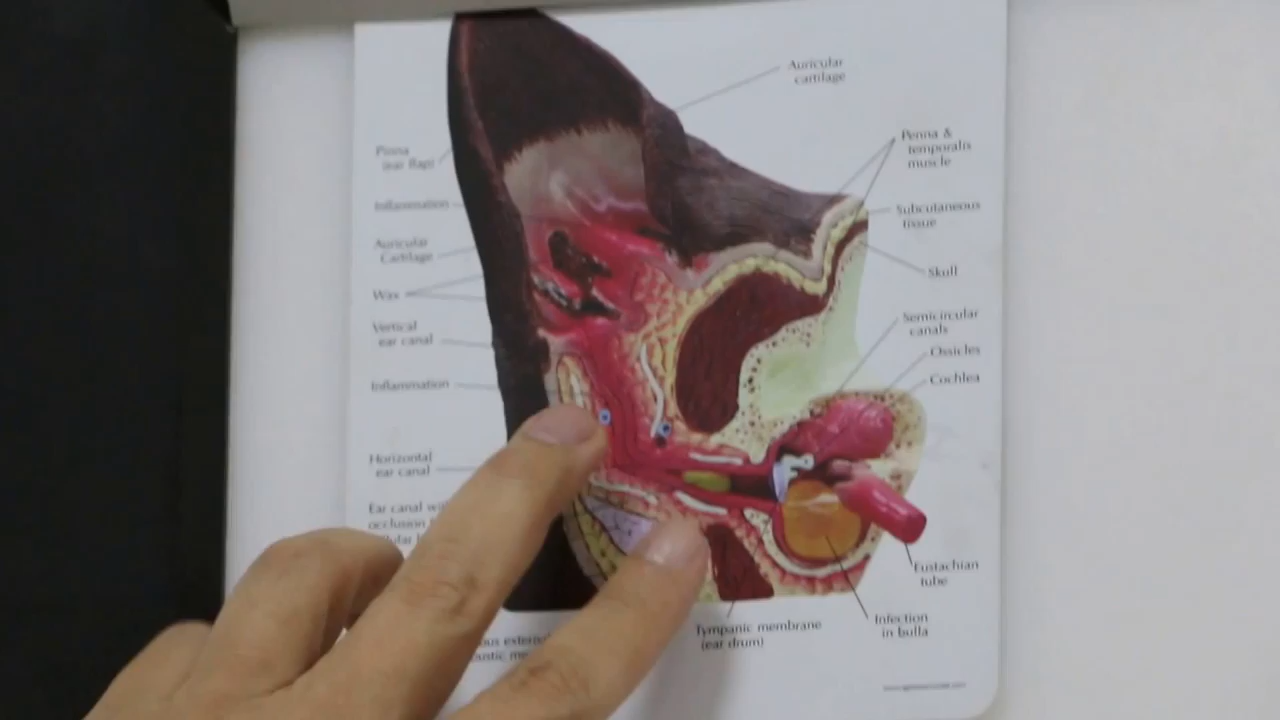 Auricular
cartilage
Pinna
(ear flap)
Inflammation
Auricular
Cartilage
Wax
Vertical
ear canal
Inflammation
Horizontal
ear canal
Ear canal
occlusion
Penna &
temporalis
muscle
Subcutaneous
tissue
Skull
Semicircular
canals
Ossicles
Cochlea
Eustachian
tube
Infection
in bulla
Tympanic membrane
(ear drum)